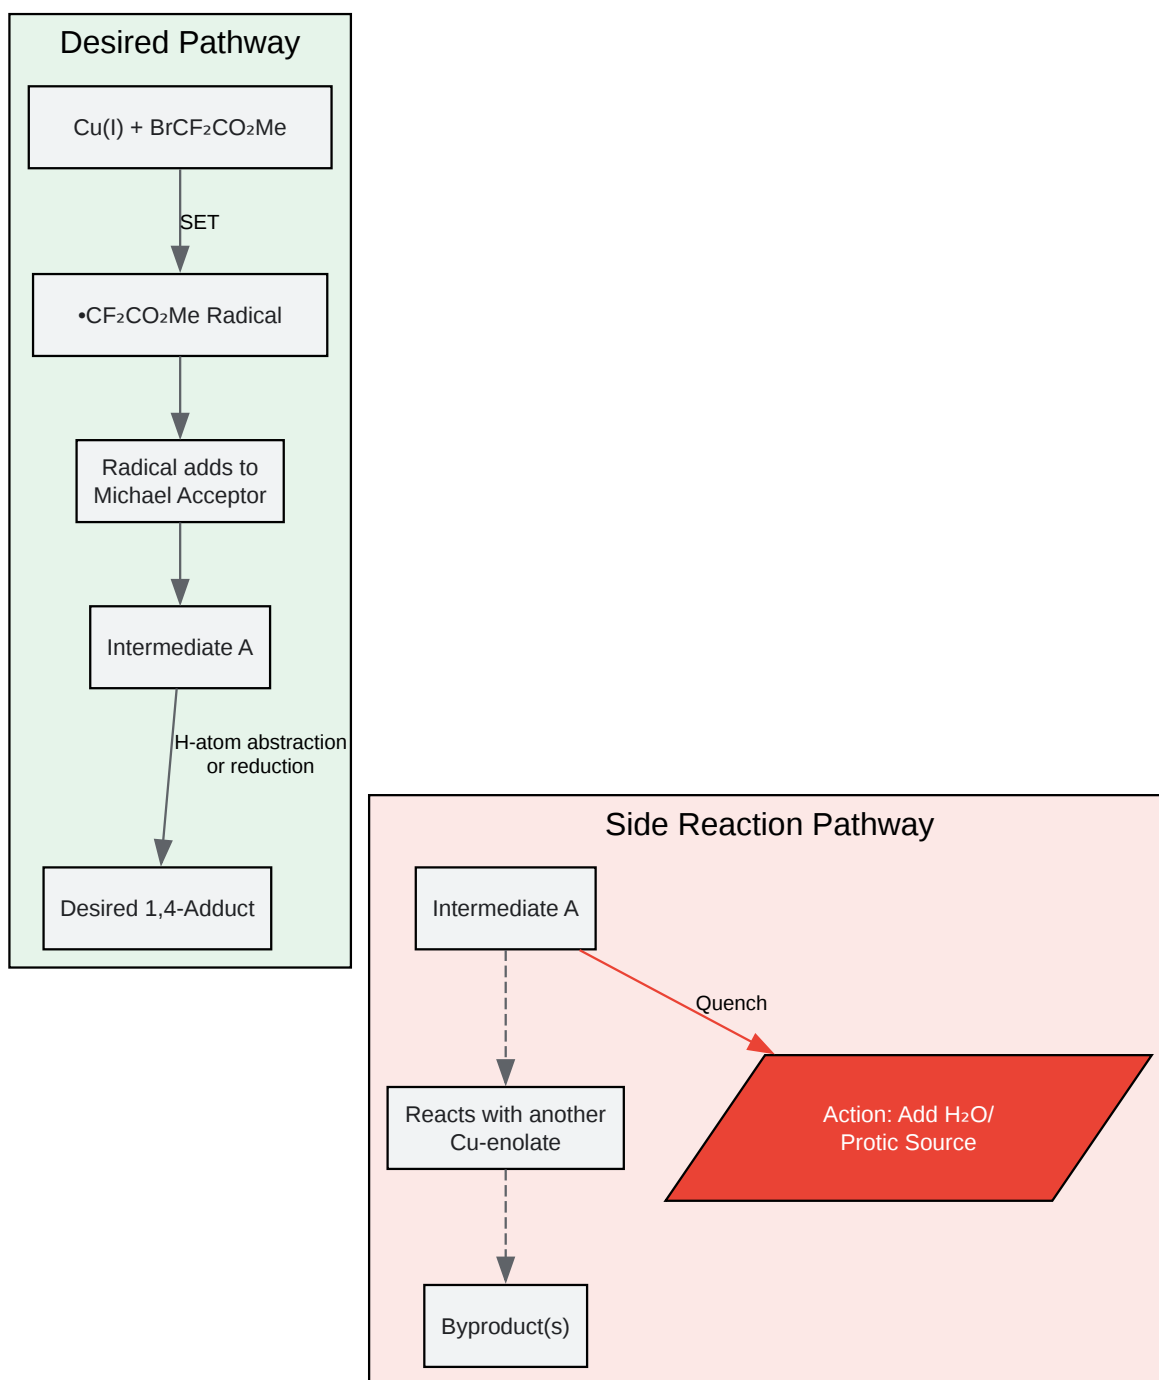 Desired Pathway
Cu(I) + BrCF₂CO₂Me
SET
•CF₂CO₂Me Radical
Radical adds to
Michael Acceptor
Intermediate A
H-atom abstraction
or reduction
Desired 1,4-Adduct
Side Reaction Pathway
Intermediate A
Quench
Reacts with another
Cu-enolate
Action: Add H₂O/
Protic Source
Byproduct(s)